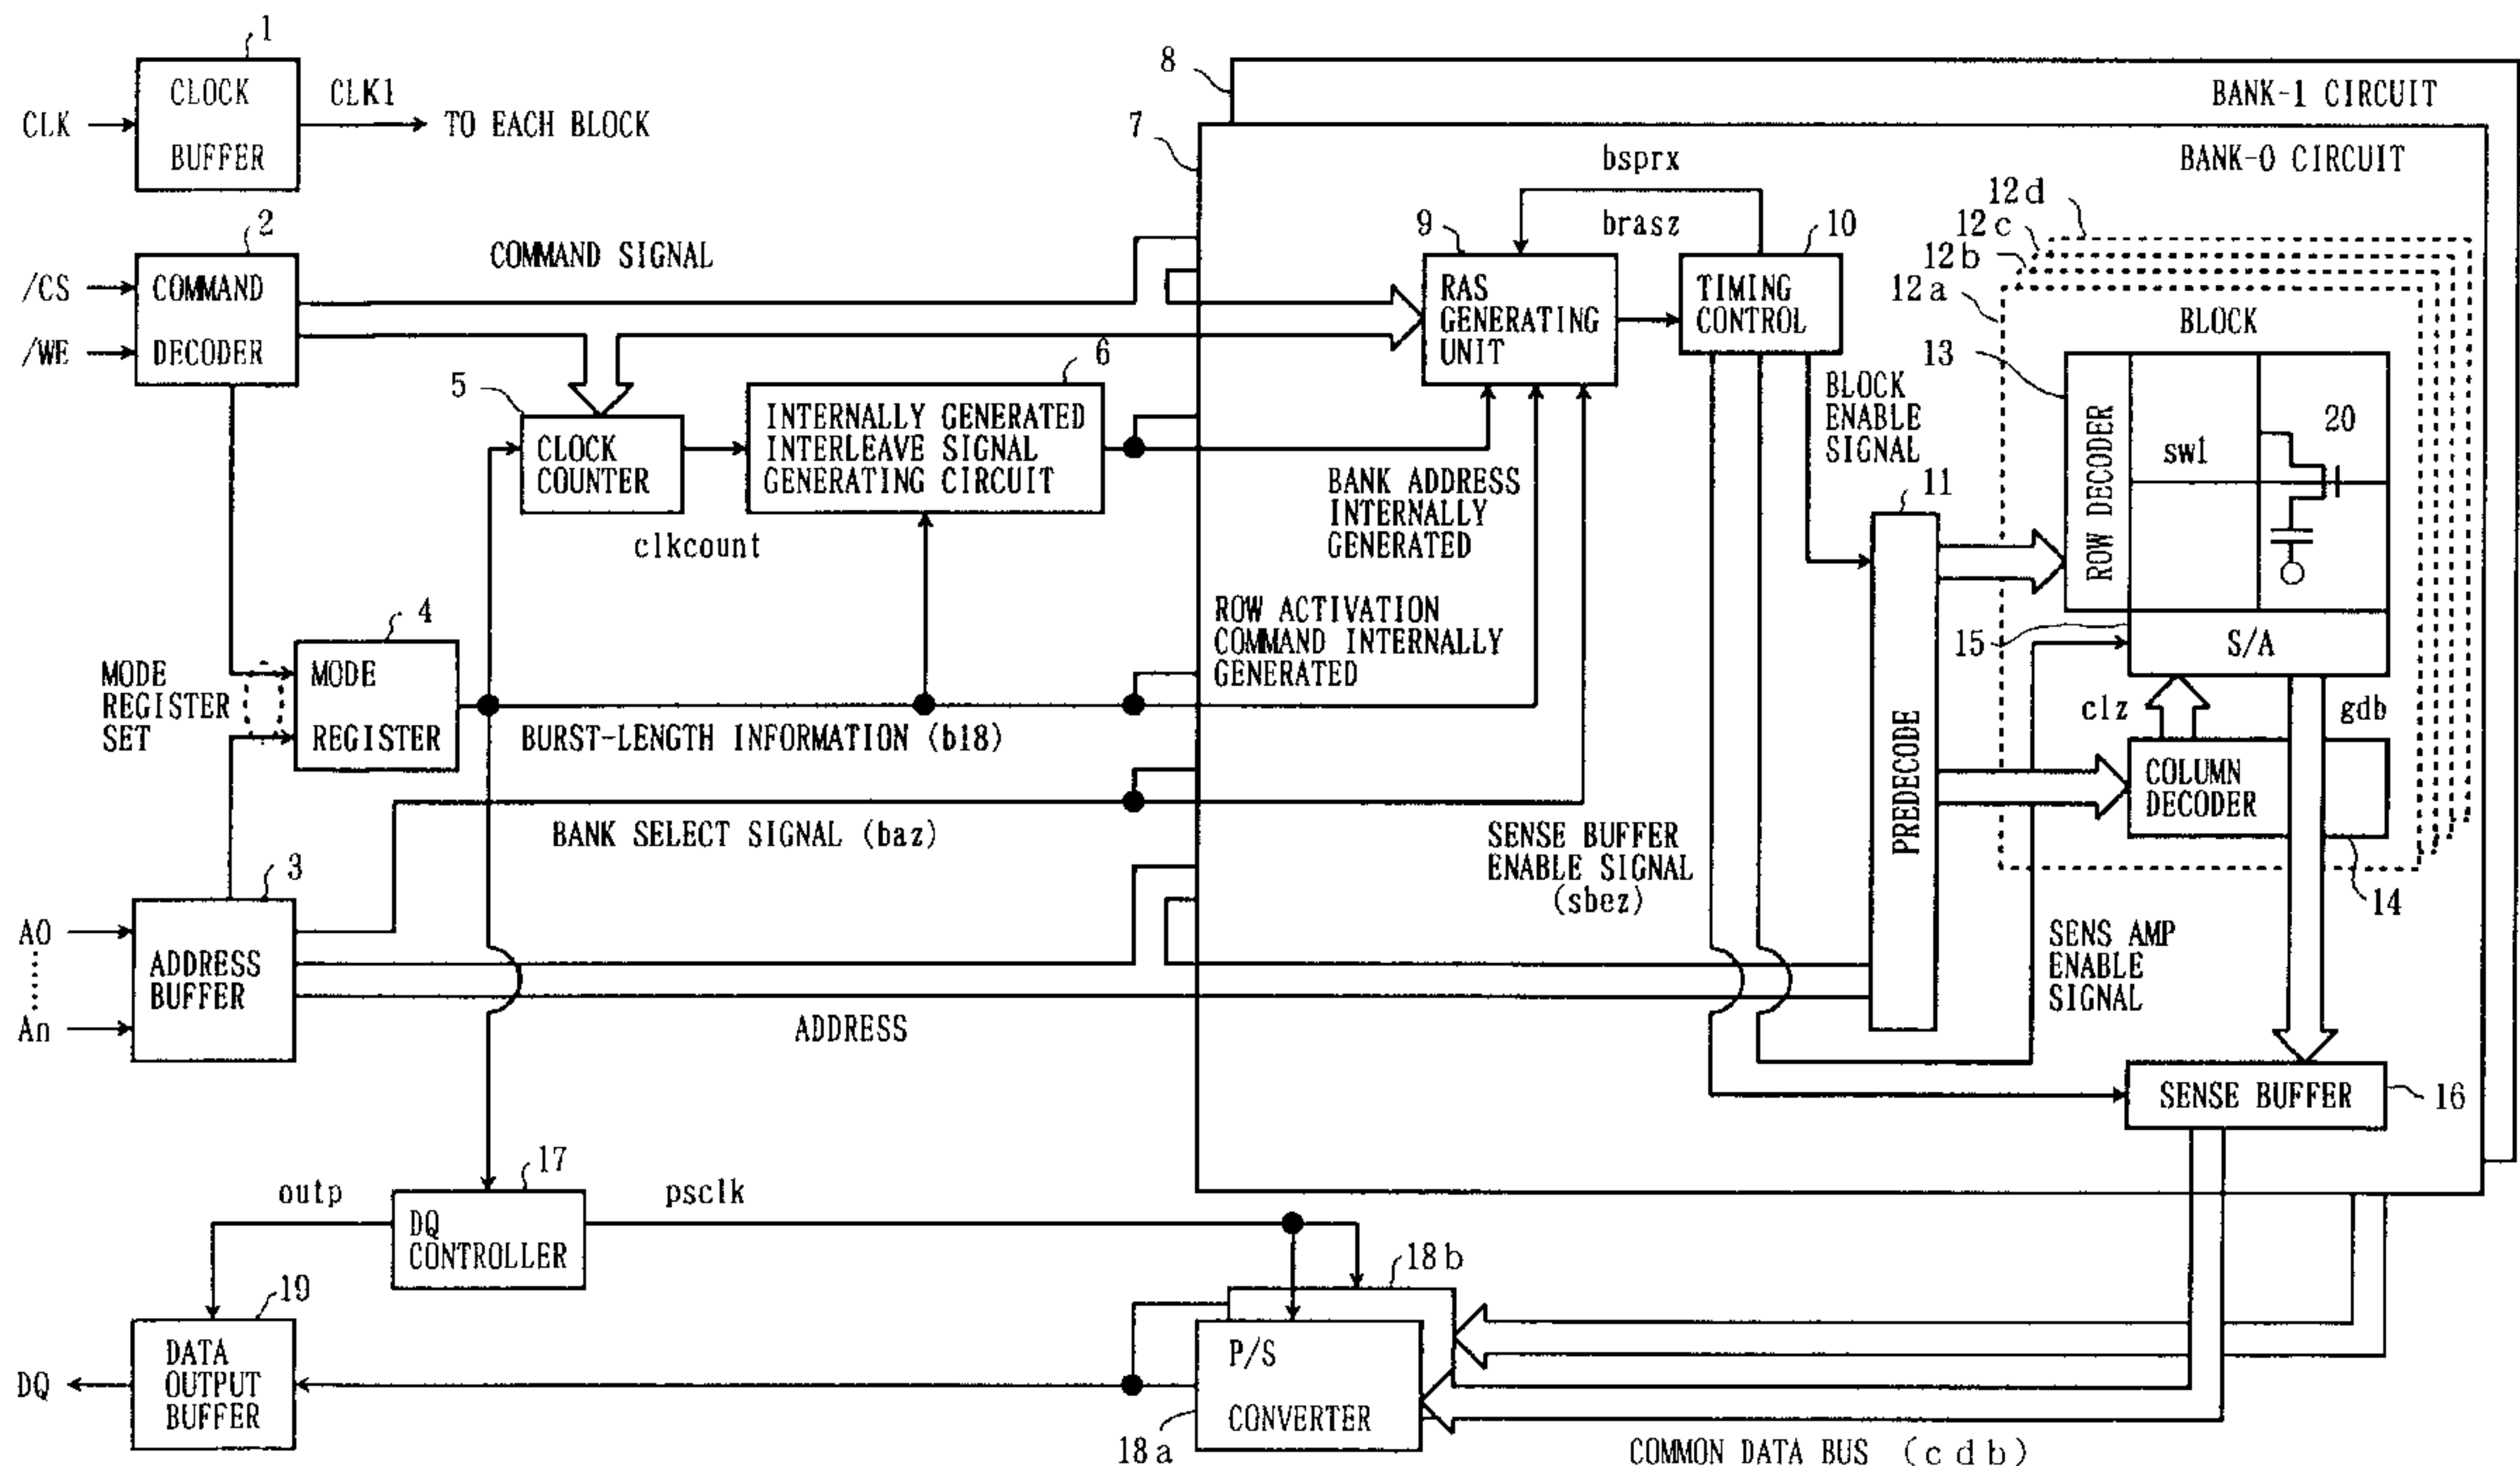 1
CLOCK
BUFFER
CLK
CLK1
TO EACH BLOCK
8
BANK-1 CIRCUIT
7
BANK-0 CIRCUIT
bsprx
brasz
2
COMMAND
DECODER
/CS
/WE
COMMAND SIGNAL
9
RAS
GENERATING
UNIT
10
TIMING
CONTROL
12d
12c
12b
12a
BLOCK
13
ROW DECODER
sw1
20
5
CLOCK
COUNTER
clkcount
6
INTERNALLY GENERATED
INTERLEAVE SIGNAL
GENERATING CIRCUIT
BLOCK
ENABLE
SIGNAL
BANK ADDRESS
INTERNALLY
GENERATED
11
PREDECODE
4
MODE
REGISTER
MODE
REGISTER
SET
ROW ACTIVATION
COMMAND INTERNALLY
GENERATED
15
S/A
clz
gdb
BURST-LENGTH INFORMATION (bl8)
COLUMN
DECODER
14
BANK SELECT SIGNAL (baz)
SENSE BUFFER
ENABLE SIGNAL
(sbez)
3
ADDRESS
BUFFER
A0
An
ADDRESS
SENS AMP
ENABLE
SIGNAL
SENSE BUFFER
16
17
outp
psclk
DQ
CONTROLLER
18b
19
DATA
OUTPUT
BUFFER
DQ
P/S
CONVERTER
18a
COMMON DATA BUS (cdb)